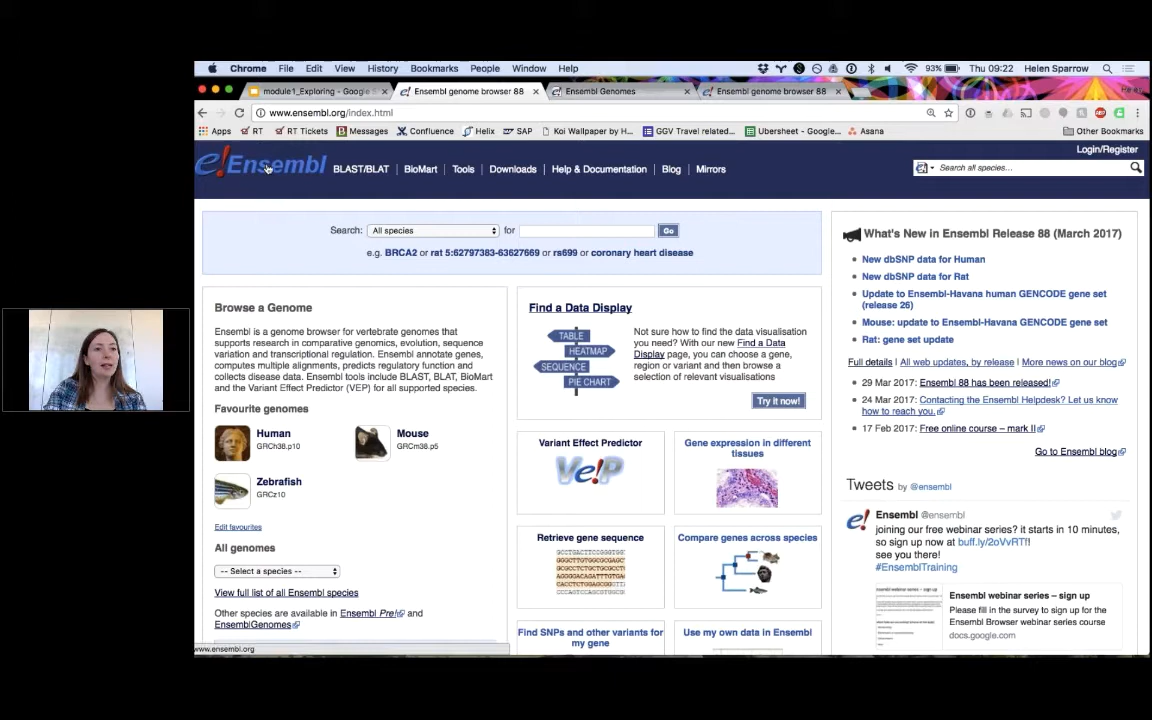 Chrome File Edit View History Bookmarks People Window Help 93% Thu 09:22 Helen Sparrow
module1_Exploring - Google S Ensembl genome browser 88 Ensembl Genomes Ensembl genome browser 88
www.ensembl.org/index.html
Apps RT RT Tickets Messages Confluence Helix SAP Koi Wallpaper by H... GGV Travel related... Ubersheet - Google... Asana Other Bookmarks
Login/Register
e!Ensembl BLAST/BLAT | BioMart | Tools | Downloads | Help & Documentation | Blog | Mirrors Search all species...
Search: All species for Go
e.g. BRCA2 or rat 5:62797383-63627669 or rs699 or coronary heart disease
Browse a Genome
Ensembl is a genome browser for vertebrate genomes that
supports research in comparative genomics, evolution, sequence
variation and transcriptional regulation. Ensembl annotate genes,
computes multiple alignments, predicts regulatory function and
collects disease data. Ensembl tools include BLAST, BLAT, BioMart
and the Variant Effect Predictor (VEP) for all supported species.
Favourite genomes
Human
GRCh38.p10
Mouse
GRCm38.p5
Zebrafish
GRCz10
Edit favourites
All genomes
-- Select a species --
View full list of all Ensembl species
Other species are available in Ensembl Pre! and
EnsemblGenomes
www.ensembl.org
Find a Data Display
TABLE
HEATMAP
SEQUENCE
PIE CHART
Not sure how to find the data visualisation
you need? With our new Find a Data
Display page, you can choose a gene,
region or variant and then browse a
selection of relevant visualisations
Try it now!
Variant Effect Predictor
Ve!P
Gene expression in different
tissues
Retrieve gene sequence
Compare genes across species
Find SNPs and other variants for
my gene
Use my own data in Ensembl
What's New in Ensembl Release 88 (March 2017)
New dbSNP data for Human
New dbSNP data for Rat
Update to Ensembl-Havana human GENCODE gene set
(release 26)
Mouse: update to Ensembl-Havana GENCODE gene set
Rat: gene set update
Full details | All web updates, by release | More news on our blog
29 Mar 2017: Ensembl 88 has been released!
24 Mar 2017: Contacting the Ensembl Helpdesk? Let us know
how to reach you.
17 Feb 2017: Free online course – mark II
Go to Ensembl blog
Tweets by @ensembl
Ensembl @ensembl
joining our free webinar series? it starts in 10 minutes,
so sign up now at buff.ly/2oVvRTf!
see you there!
#EnsemblTraining
Ensembl webinar series – sign up
Please fill in the survey to sign up for the
Ensembl Browser webinar series course
docs.google.com